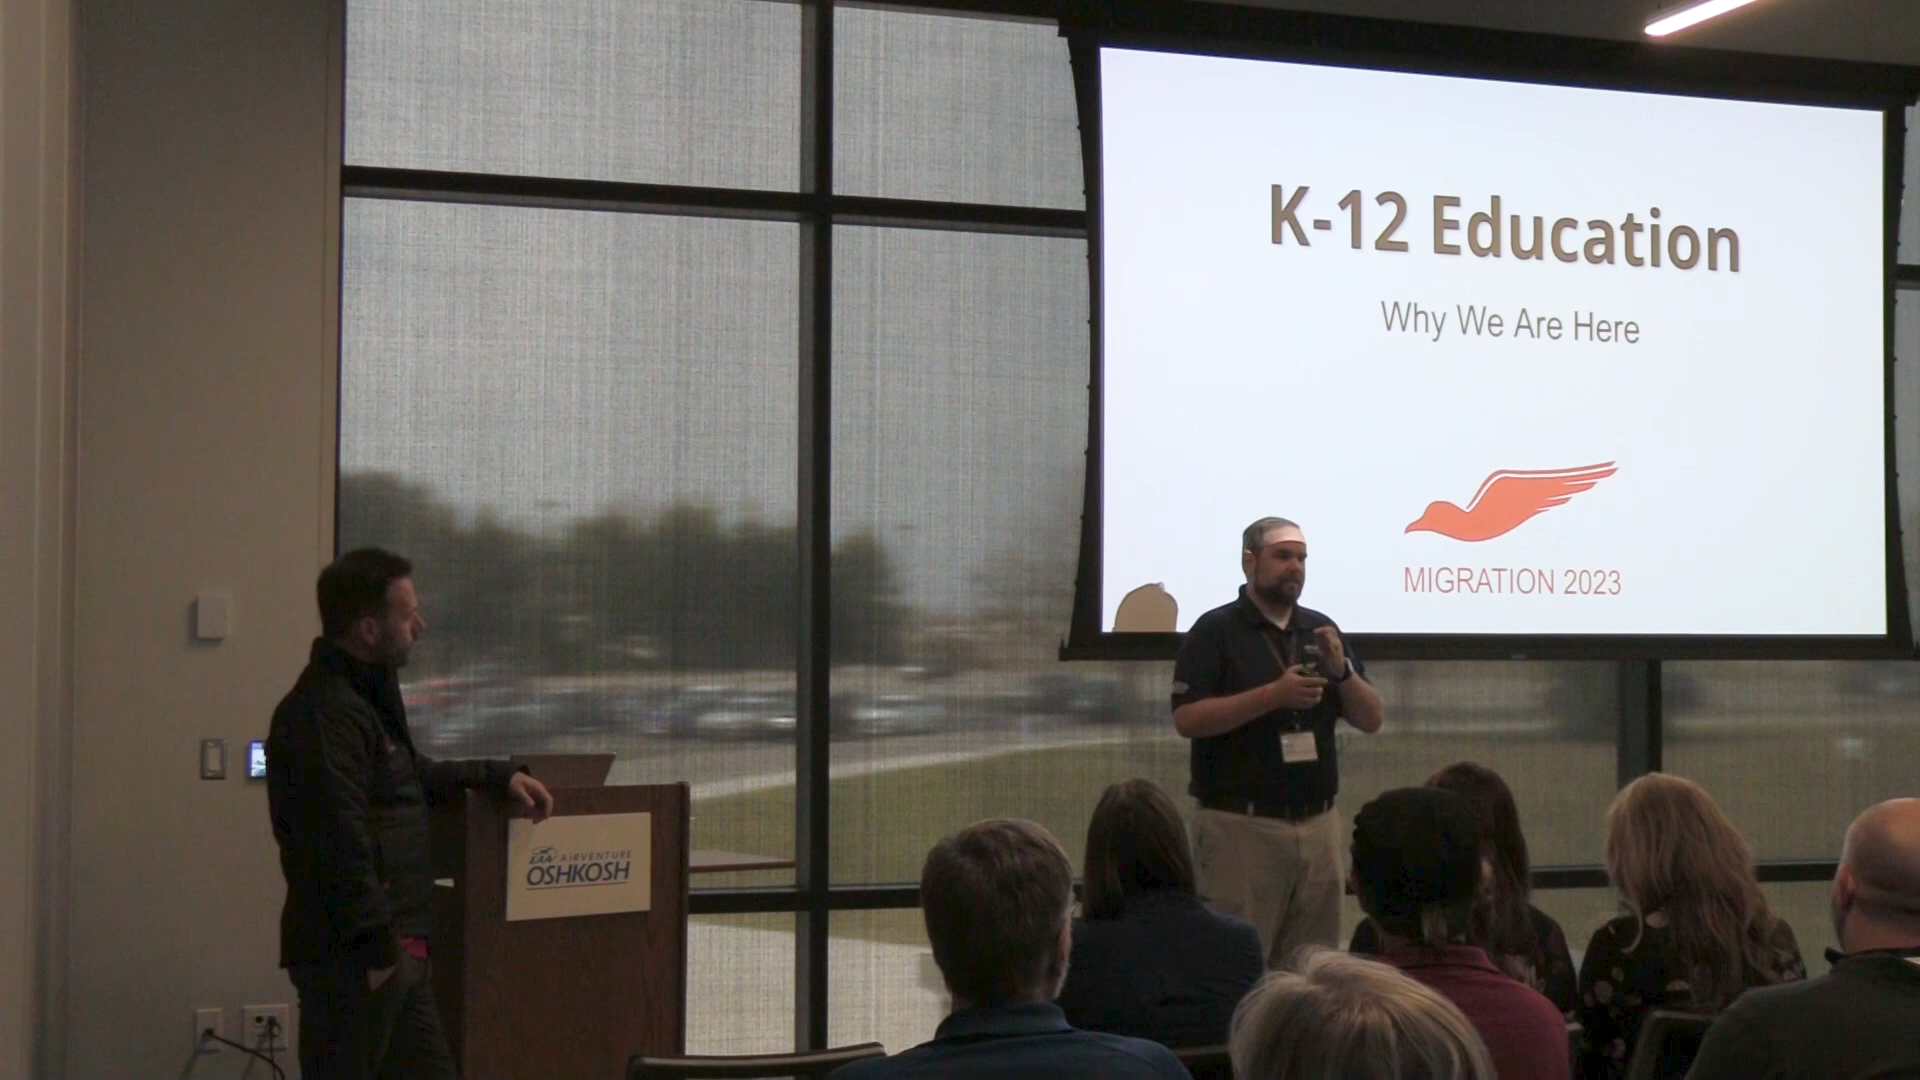 K-12 Education
Why We Are Here
MIGRATION 2023
EAA AIRVENTURE
OSHKOSH